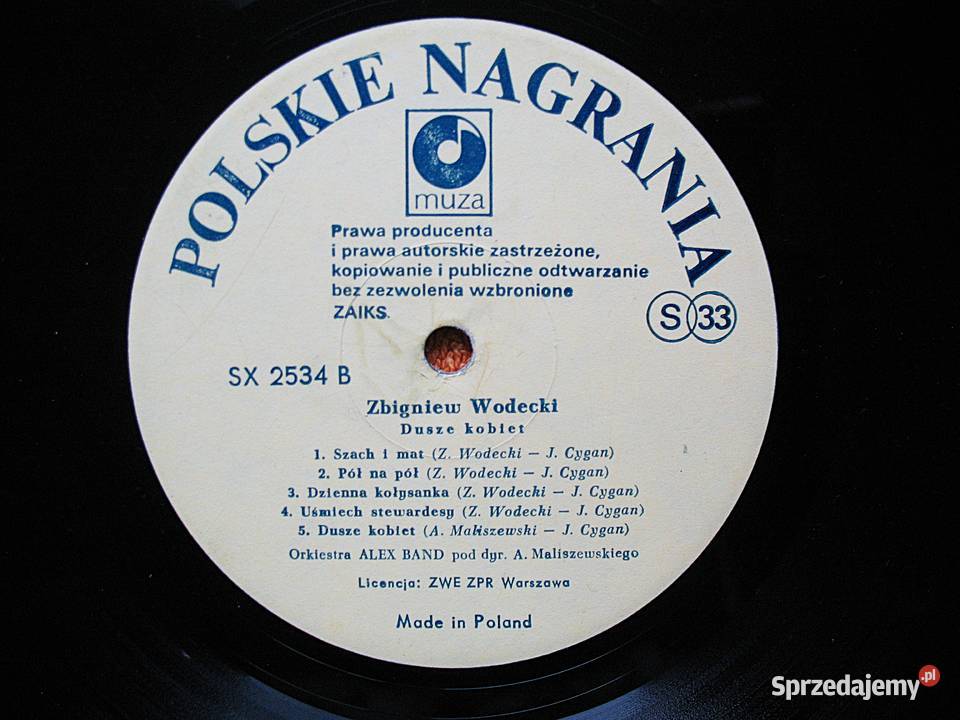 POLSKIE NAGRANIA
muza
Prawa producenta
i prawa autorskie zastrzeżone,
kopiowanie i publiczne odtwarzanie
bez zezwolenia wzbronione
ZAIKS.
S 33
SX 2534 B
Zbigniew Wodecki
Dusze kobiet
1. Szach i mat (Z. Wodecki — J. Cygan)
2. Pół na pół (Z. Wodecki — J. Cygan)
3. Dzienna kołysanka (Z. Wodecki — J. Cygan)
4. Uśmiech stewardesy (Z. Wodecki — J. Cygan)
5. Dusze kobiet (A. Maliszewski — J. Cygan)
Orkiestra ALEX BAND pod dyr. A. Maliszewskiego
Licencja: ZWE ZPR Warszawa
Made in Poland
Sprzedajemy.pl